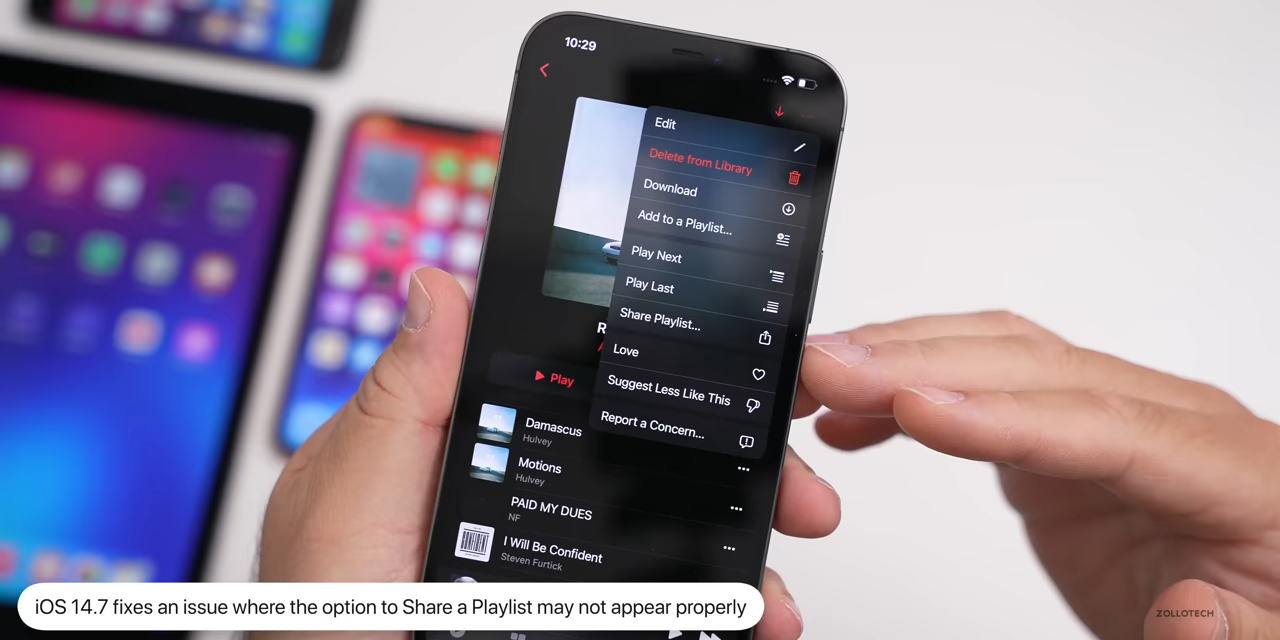 10:29
Edit
Delete from Library
Download
Add to a Playlist...
Play Next
Play Last
Share Playlist...
Love
Suggest Less Like This
Report a Concern...
R
Play
Damascus
Hulvey
Motions
Hulvey
PAID MY DUES
NF
I Will Be Confident
Steven Furtick
iOS 14.7 fixes an issue where the option to Share a Playlist may not appear properly
ZOLLOTECH